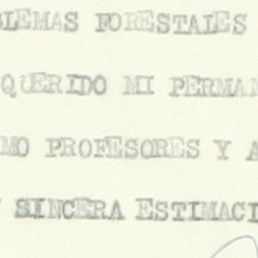 BLEMAS FORESTALES
QUERIDO MI PERMAN
MO PROFESORES Y A
SINCERA ESTIMACI